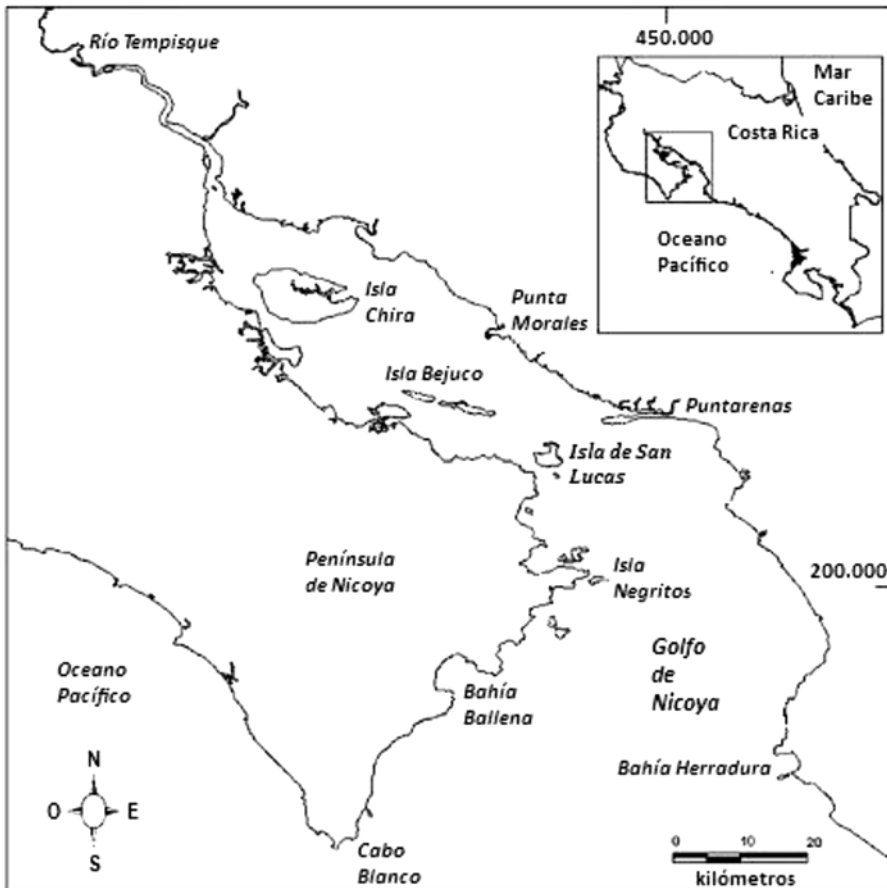 450.000
Río Tempisque
Mar
Caribe
Costa Rica
Oceano
Pacífico
Isla
Chira
Punta
Morales
Isla Bejuco
Puntarenas
Isla de San
Lucas
Península
de Nicoya
Isla
Negritos
200.000
Golfo
de
Nicoya
Oceano
Pacífico
Bahía
Ballena
Bahía Herradura
N
O E
S
Cabo
Blanco
0 10 20
kilómetros